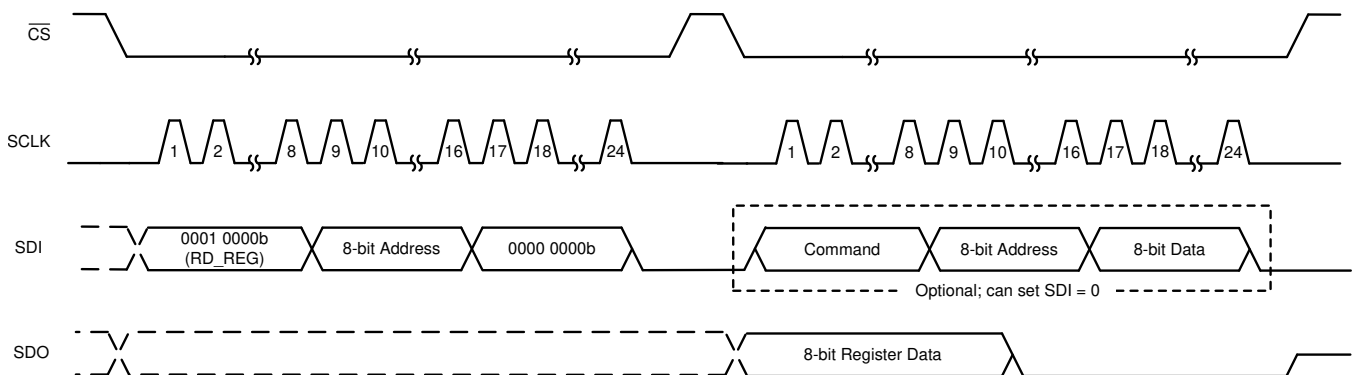 CS
SCLK
1 2 8 9 10 16 17 18 24 1 2 8 9 10 16 17 18 24
SDI
0001 0000b
(RD_REG)
8-bit Address
0000 0000b
Command
8-bit Address
8-bit Data
Optional; can set SDI = 0
SDO
8-bit Register Data